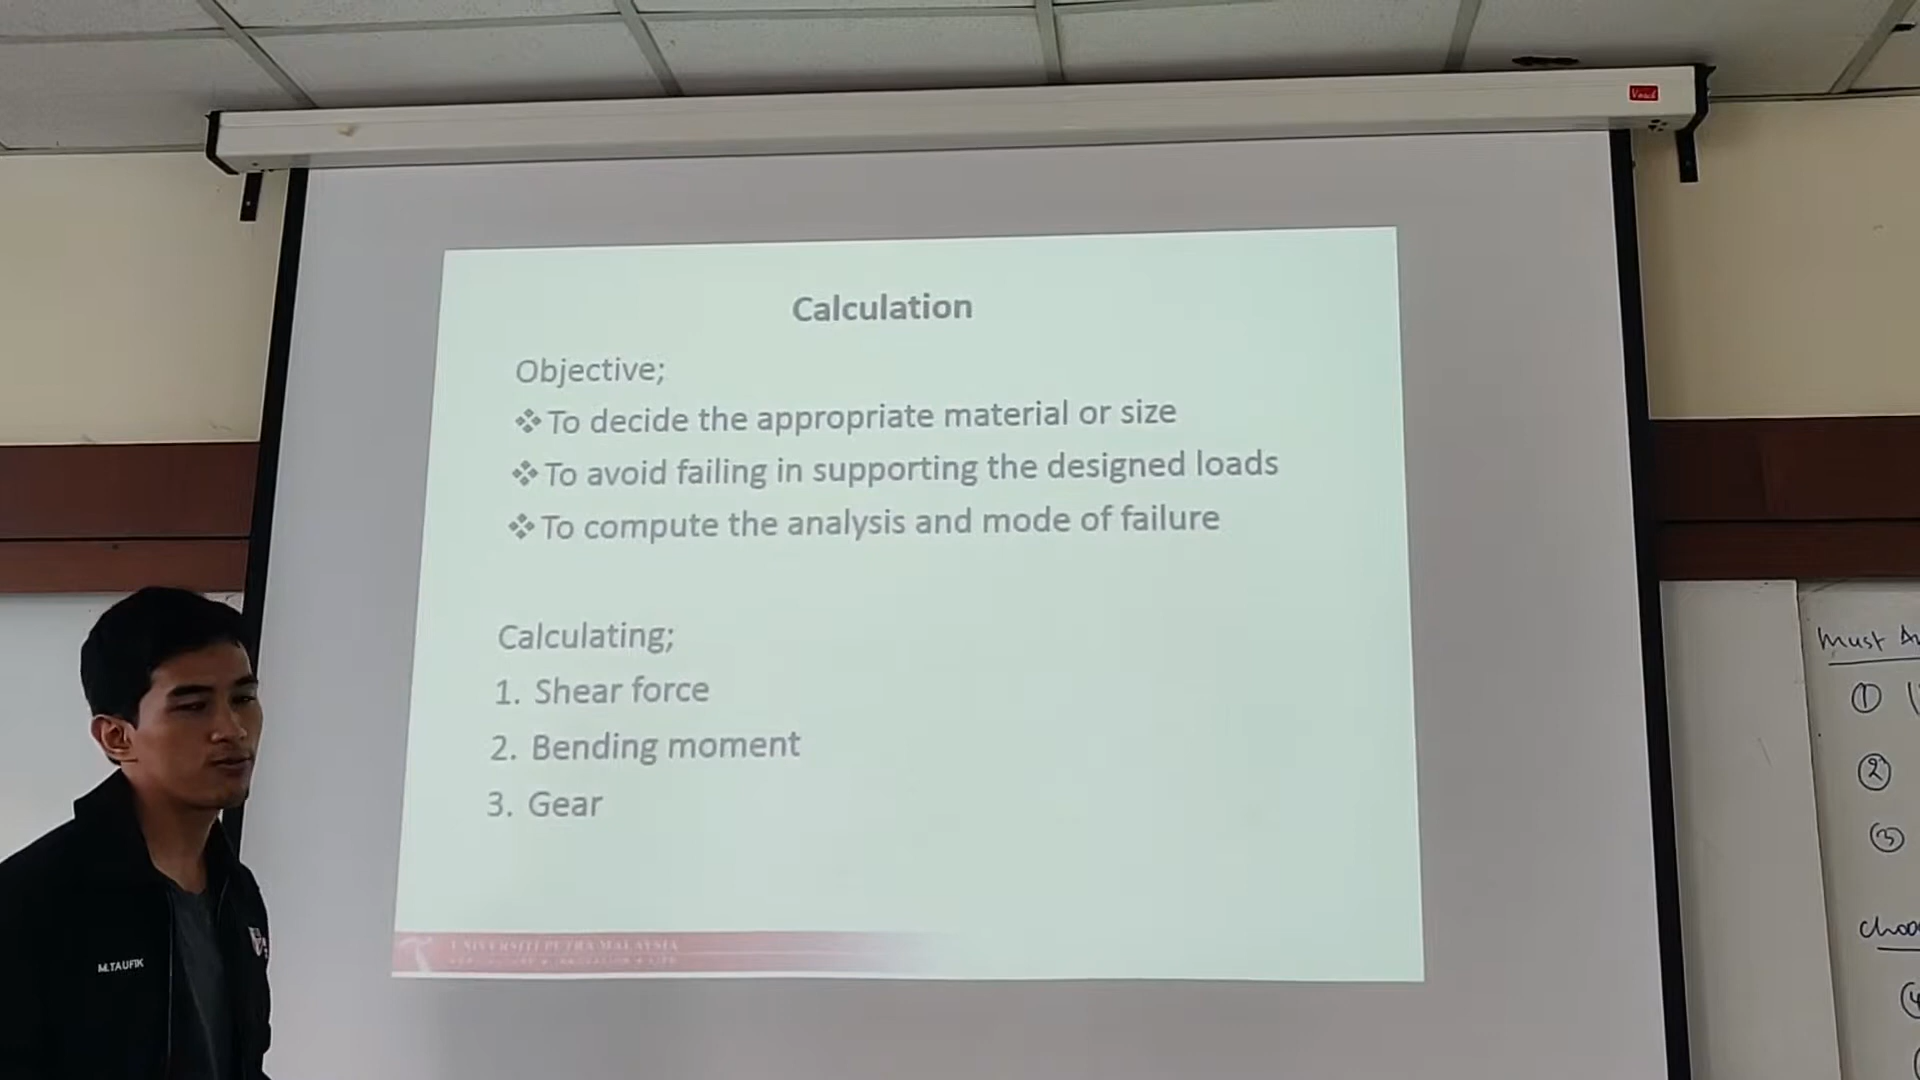 Calculation
Objective;
❖To decide the appropriate material or size
❖To avoid failing in supporting the designed loads
❖To compute the analysis and mode of failure
Calculating;
1. Shear force
2. Bending moment
3. Gear
UNIVERSITI PUTRA MALAYSIA
M.TAUFIK
Must
①
②
③